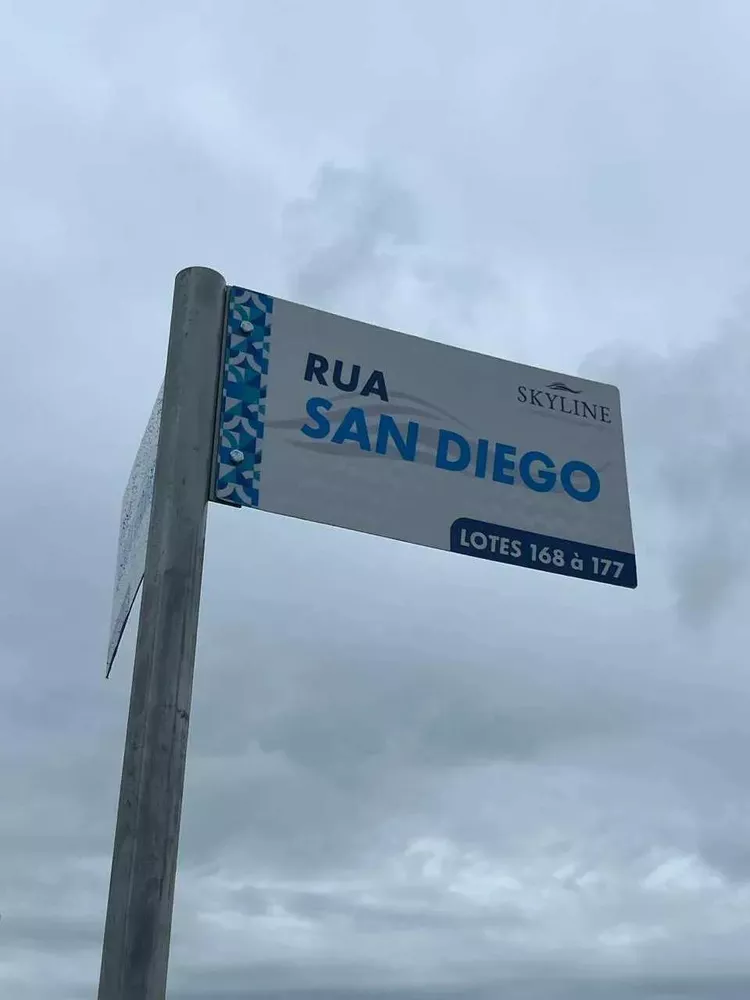 RUA
SAN DIEGO
SKYLINE
LOTES 168 à 177